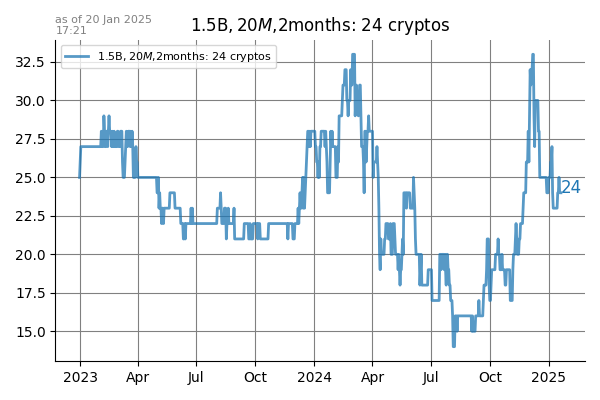 as of 20 Jan 2025
17:21
1.5B, 20M,2months: 24 cryptos
1.5B, 20M,2months: 24 cryptos
32.5
30.0
27.5
25.0
22.5
20.0
17.5
15.0
24
2023
Apr
Jul
Oct
2024
Apr
Jul
Oct
2025